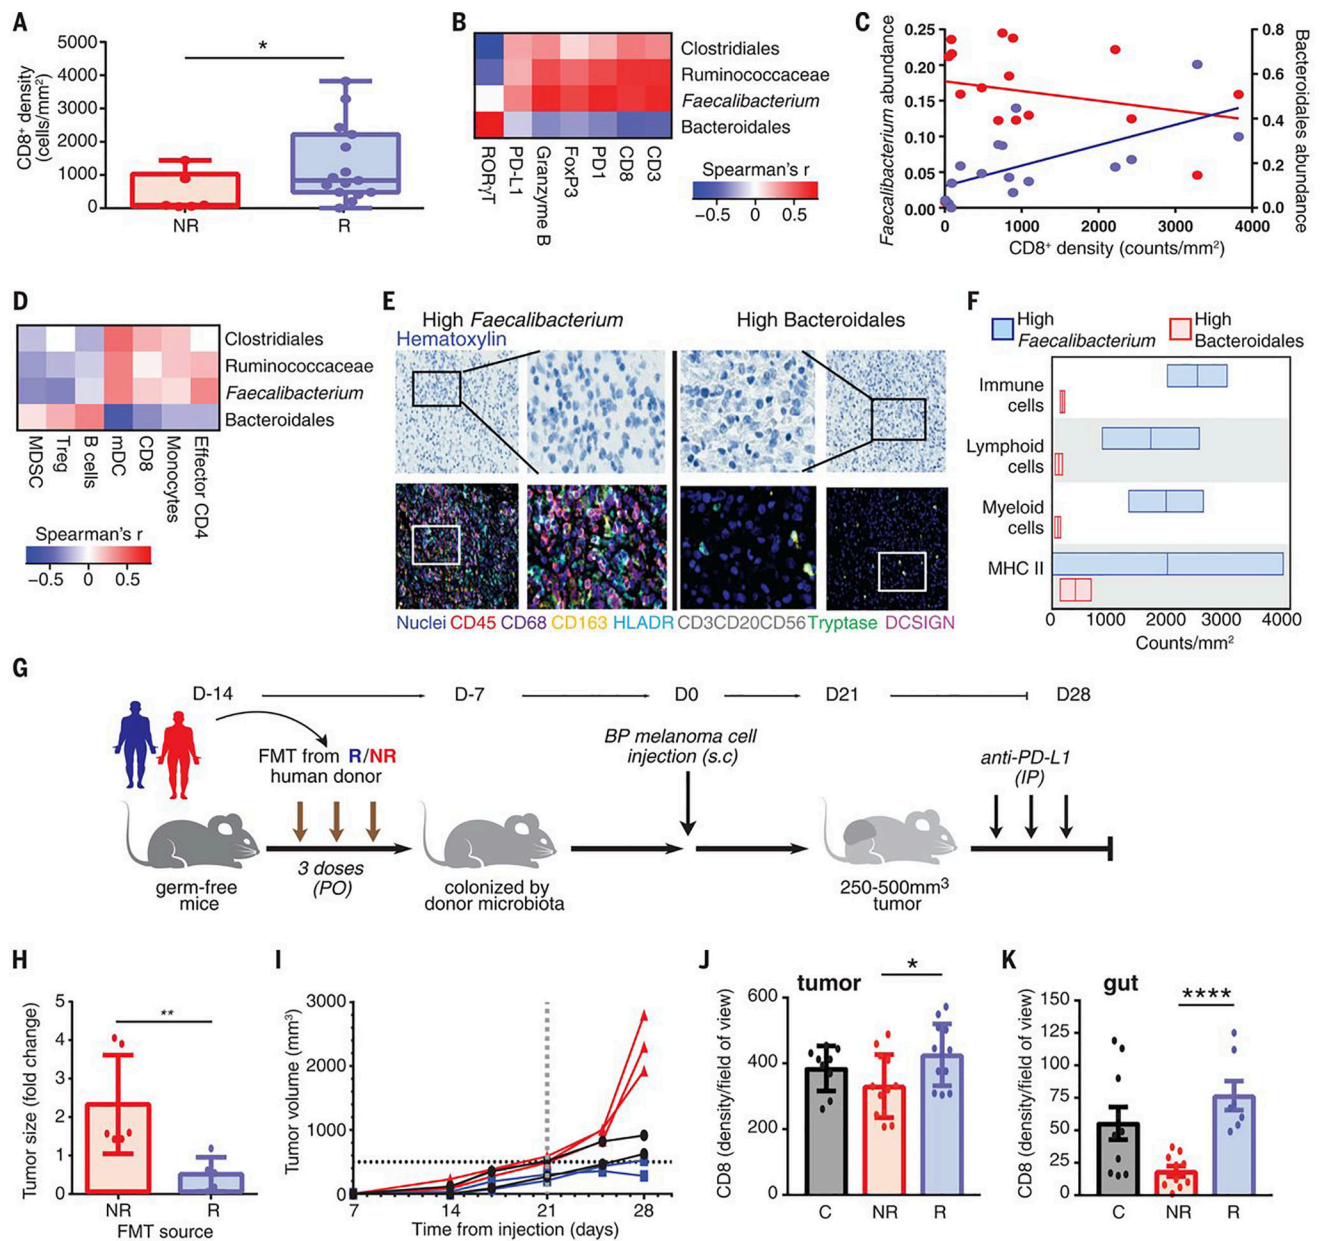 A
CD8+ density
(cells/mm²)
5000
4000
3000
2000
1000
0
*
NR
R
B
Clostridiales
Ruminococcaceae
Faecalibacterium
Bacteroidales
RORγT
PD-L1
Granzyme B
FoxP3
PD1
CD8
CD3
Spearman's r
−0.5 0 0.5
C
Faecalibacterium abundance
0.25
0.20
0.15
0.10
0.05
0.00
0.8
0.6
0.4
0.2
0.0
Bacteroidales abundance
0 1000 2000 3000 4000
CD8+ density (counts/mm²)
D
Clostridiales
Ruminococcaceae
Faecalibacterium
Bacteroidales
MDSC
Treg
B cells
mDC
CD8
Monocytes
Effector CD4
Spearman's r
−0.5 0 0.5
E
High Faecalibacterium
High Bacteroidales
Hematoxylin
Nuclei CD45 CD68 CD163 HLADR CD3CD20CD56 Tryptase DCSIGN
F
High
Faecalibacterium
High
Bacteroidales
Immune
cells
Lymphoid
cells
Myeloid
cells
MHC II
0 1000 2000 3000 4000
Counts/mm²
G
D-14 D-7 D0 D21 D28
FMT from R/NR
human donor
BP melanoma cell
injection (s.c)
anti-PD-L1
(IP)
3 doses
(PO)
germ-free
mice
colonized by
donor microbiota
250-500mm³
tumor
H
Tumor size (fold change)
5
4
3
2
1
0
**
NR
R
FMT source
I
Tumor volume (mm³)
3000
2000
1000
0
7 14 21 28
Time from injection (days)
J
tumor
*
CD8 (density/field of view)
600
400
200
0
C NR R
K
gut
****
CD8 (density/field of view)
150
125
100
75
50
25
0
C NR R